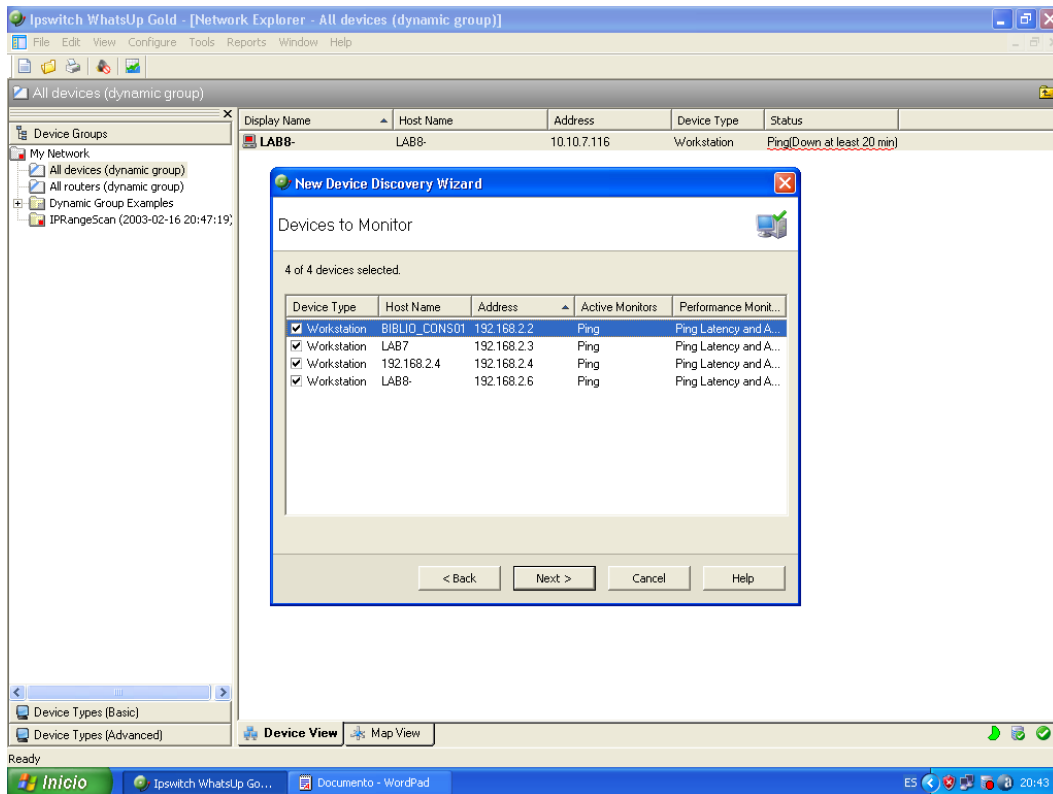 Ipswitch WhatsUp Gold - [Network Explorer - All devices (dynamic group)]
File Edit View Configure Tools Reports Window Help
All devices (dynamic group)
Device Groups
My Network
All devices (dynamic group)
All routers (dynamic group)
Dynamic Group Examples
IPRangeScan (2003-02-16 20:47:19)
Display Name Host Name Address Device Type Status
LAB8- LAB8- 10.10.7.116 Workstation Ping(Down at least 20 min)
New Device Discovery Wizard
Devices to Monitor
4 of 4 devices selected.
Device Type Host Name Address Active Monitors Performance Monit...
Workstation BIBLIO_CONS01 192.168.2.2 Ping Ping Latency and A...
Workstation LAB7 192.168.2.3 Ping Ping Latency and A...
Workstation 192.168.2.4 192.168.2.4 Ping Ping Latency and A...
Workstation LAB8- 192.168.2.6 Ping Ping Latency and A...
< Back Next > Cancel Help
Device Types (Basic)
Device Types (Advanced)
Device View Map View
Ready
Inicio Ipswitch WhatsUp Go... Documento - WordPad ES 20:43